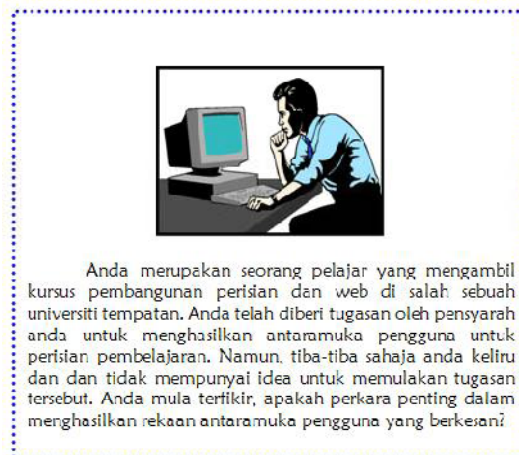 Anda merupakan seorang pelajar yang mengambil
kursus pembangunan perisian dan web di salah sebuah
universiti tempatan. Anda telah diberi tugasan oleh pensyarah
anda untuk menghasilkan antaramuka pengguna untuk
perisian pembelajaran. Namun, tiba-tiba sahaja anda keliru
dan dan tidak mempunyai idea untuk memulakan tugasan
tersebut. Anda mula terfikir, apakah perkara penting dalam
menghasilkan rekaan antaramuka pengguna yang berkesan?